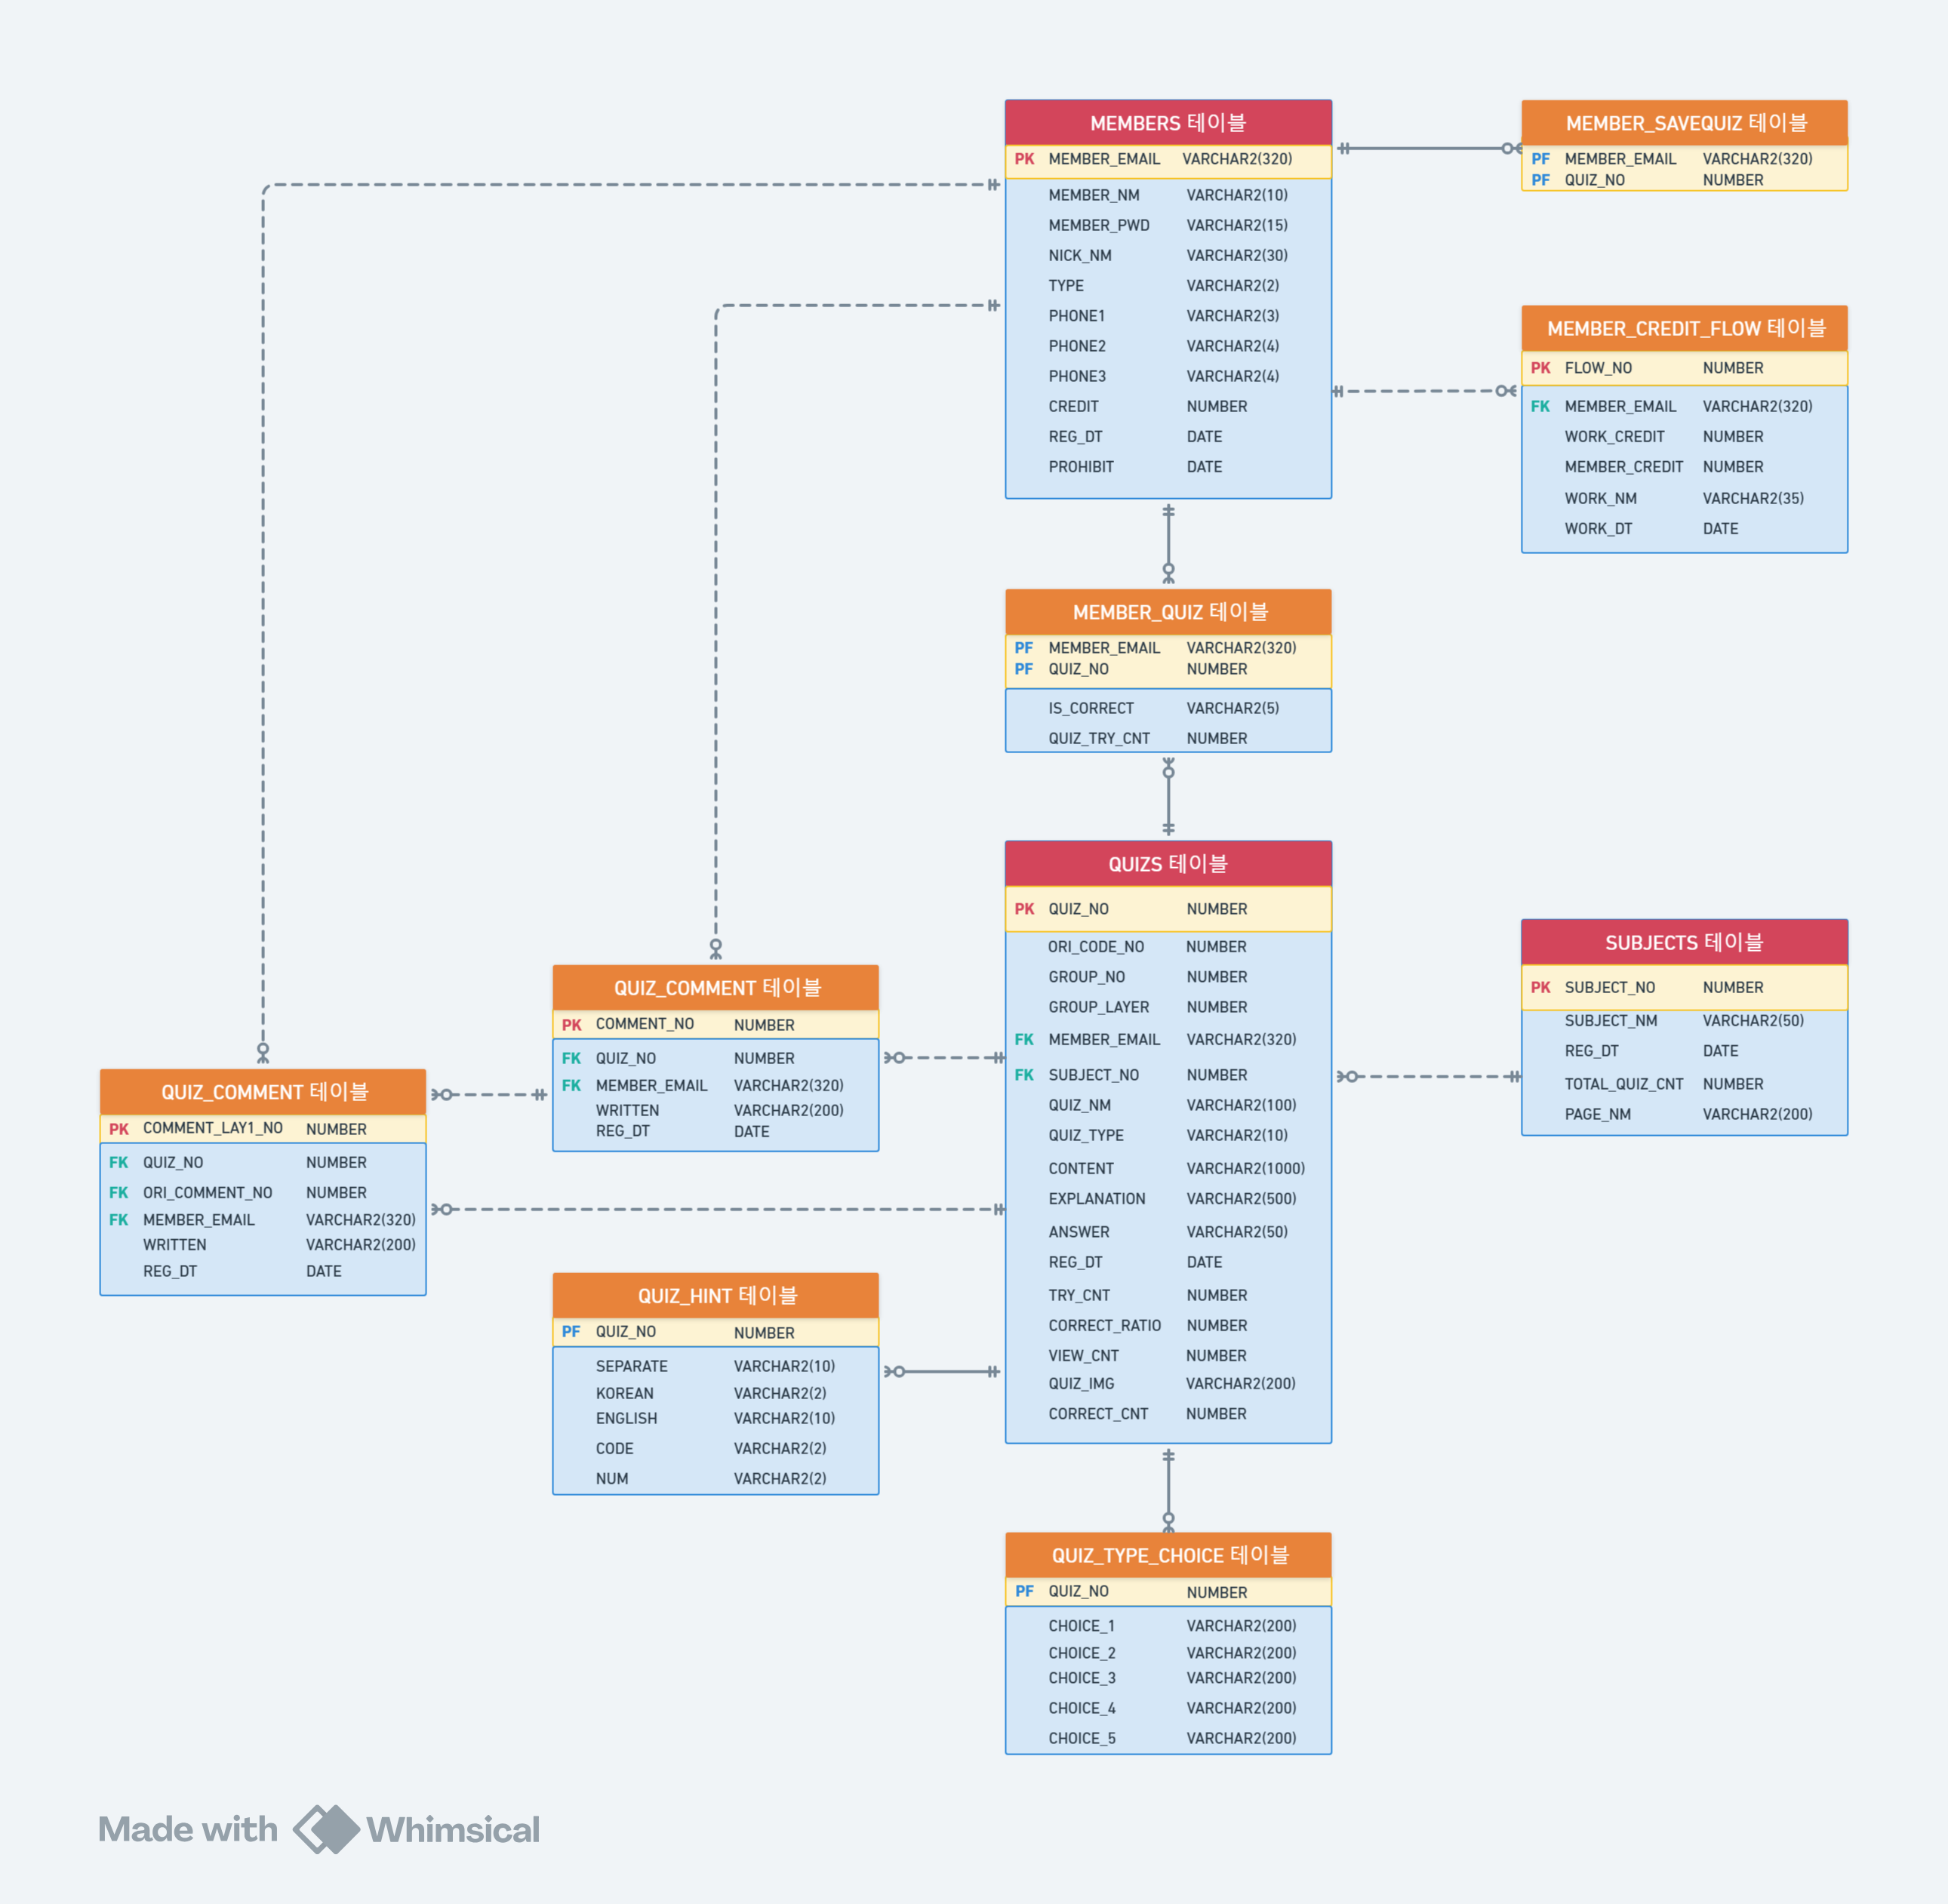 MEMBERS 테이블
PK MEMBER_EMAIL VARCHAR2(320)
MEMBER_NM VARCHAR2(10)
MEMBER_PWD VARCHAR2(15)
NICK_NM VARCHAR2(30)
TYPE VARCHAR2(2)
PHONE1 VARCHAR2(3)
PHONE2 VARCHAR2(4)
PHONE3 VARCHAR2(4)
CREDIT NUMBER
REG_DT DATE
PROHIBIT DATE
MEMBER_SAVEQUIZ 테이블
PF MEMBER_EMAIL VARCHAR2(320)
PF QUIZ_NO NUMBER
MEMBER_CREDIT_FLOW 테이블
PK FLOW_NO NUMBER
FK MEMBER_EMAIL VARCHAR2(320)
WORK_CREDIT NUMBER
MEMBER_CREDIT NUMBER
WORK_NM VARCHAR2(35)
WORK_DT DATE
MEMBER_QUIZ 테이블
PF MEMBER_EMAIL VARCHAR2(320)
PF QUIZ_NO NUMBER
IS_CORRECT VARCHAR2(5)
QUIZ_TRY_CNT NUMBER
QUIZS 테이블
PK QUIZ_NO NUMBER
ORI_CODE_NO NUMBER
GROUP_NO NUMBER
GROUP_LAYER NUMBER
FK MEMBER_EMAIL VARCHAR2(320)
FK SUBJECT_NO NUMBER
QUIZ_NM VARCHAR2(100)
QUIZ_TYPE VARCHAR2(10)
CONTENT VARCHAR2(1000)
EXPLANATION VARCHAR2(500)
ANSWER VARCHAR2(50)
REG_DT DATE
TRY_CNT NUMBER
CORRECT_RATIO NUMBER
VIEW_CNT NUMBER
QUIZ_IMG VARCHAR2(200)
CORRECT_CNT NUMBER
SUBJECTS 테이블
PK SUBJECT_NO NUMBER
SUBJECT_NM VARCHAR2(50)
REG_DT DATE
TOTAL_QUIZ_CNT NUMBER
PAGE_NM VARCHAR2(200)
QUIZ_COMMENT 테이블
PK COMMENT_NO NUMBER
FK QUIZ_NO NUMBER
FK MEMBER_EMAIL VARCHAR2(320)
WRITTEN VARCHAR2(200)
REG_DT DATE
QUIZ_COMMENT 테이블
PK COMMENT_LAY1_NO NUMBER
FK QUIZ_NO NUMBER
FK ORI_COMMENT_NO NUMBER
FK MEMBER_EMAIL VARCHAR2(320)
WRITTEN VARCHAR2(200)
REG_DT DATE
QUIZ_HINT 테이블
PF QUIZ_NO NUMBER
SEPARATE VARCHAR2(10)
KOREAN VARCHAR2(2)
ENGLISH VARCHAR2(10)
CODE VARCHAR2(2)
NUM VARCHAR2(2)
QUIZ_TYPE_CHOICE 테이블
PF QUIZ_NO NUMBER
CHOICE_1 VARCHAR2(200)
CHOICE_2 VARCHAR2(200)
CHOICE_3 VARCHAR2(200)
CHOICE_4 VARCHAR2(200)
CHOICE_5 VARCHAR2(200)
Made with Whimsical